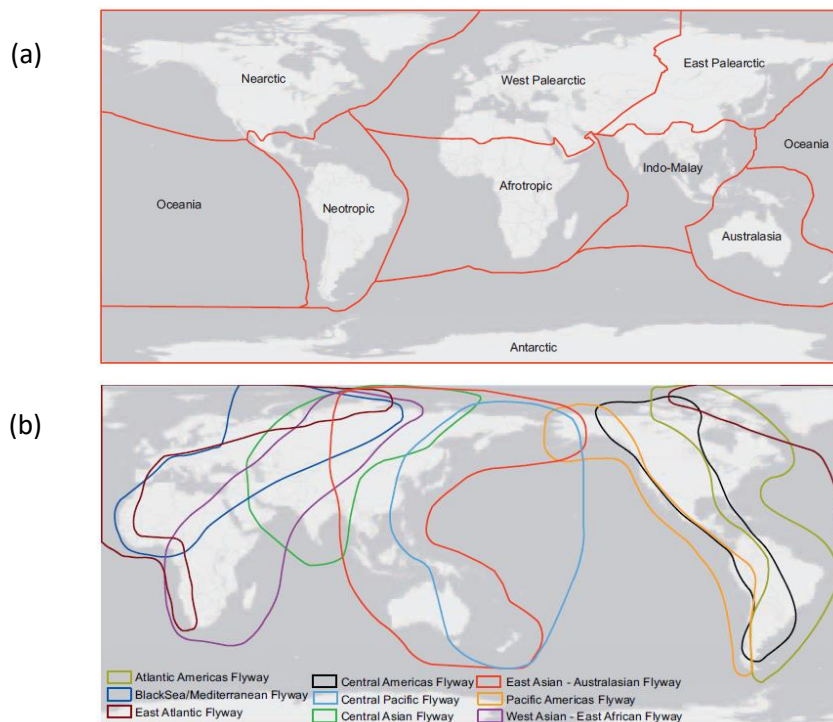 (a)
Nearctic
West Palearctic
East Palearctic
Oceania
Indo-Malay
Afrotropic
Oceania
Neotropic
Australasia
Antarctic
(b)
Atlantic Americas Flyway
BlackSea/Mediterranean Flyway
East Atlantic Flyway
Central Americas Flyway
Central Pacific Flyway
Central Asian Flyway
East Asian - Australasian Flyway
Pacific Americas Flyway
West Asian - East African Flyway